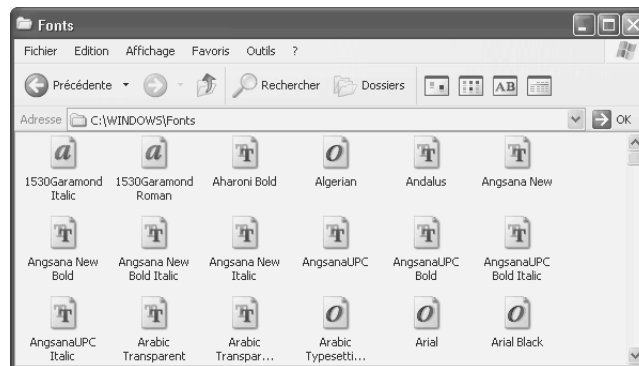 Fonts
Fichier Edition Affichage Favoris Outils ?
Précédente Rechercher Dossiers AB
Adresse C:\WINDOWS\Fonts OK
a a T O T T
1530Garamond 1530Garamond Aharoni Bold Algerian Andalus Angsana New
Italic Roman
T T T T T T
Angsana New Angsana New Angsana New AngsanaUPC AngsanaUPC AngsanaUPC
Bold Bold Italic Italic Bold Bold Italic
T T T O O O
AngsanaUPC Arabic Arabic Arabic Arial Arial Black
Italic Transparent Transpar... Typesetti...